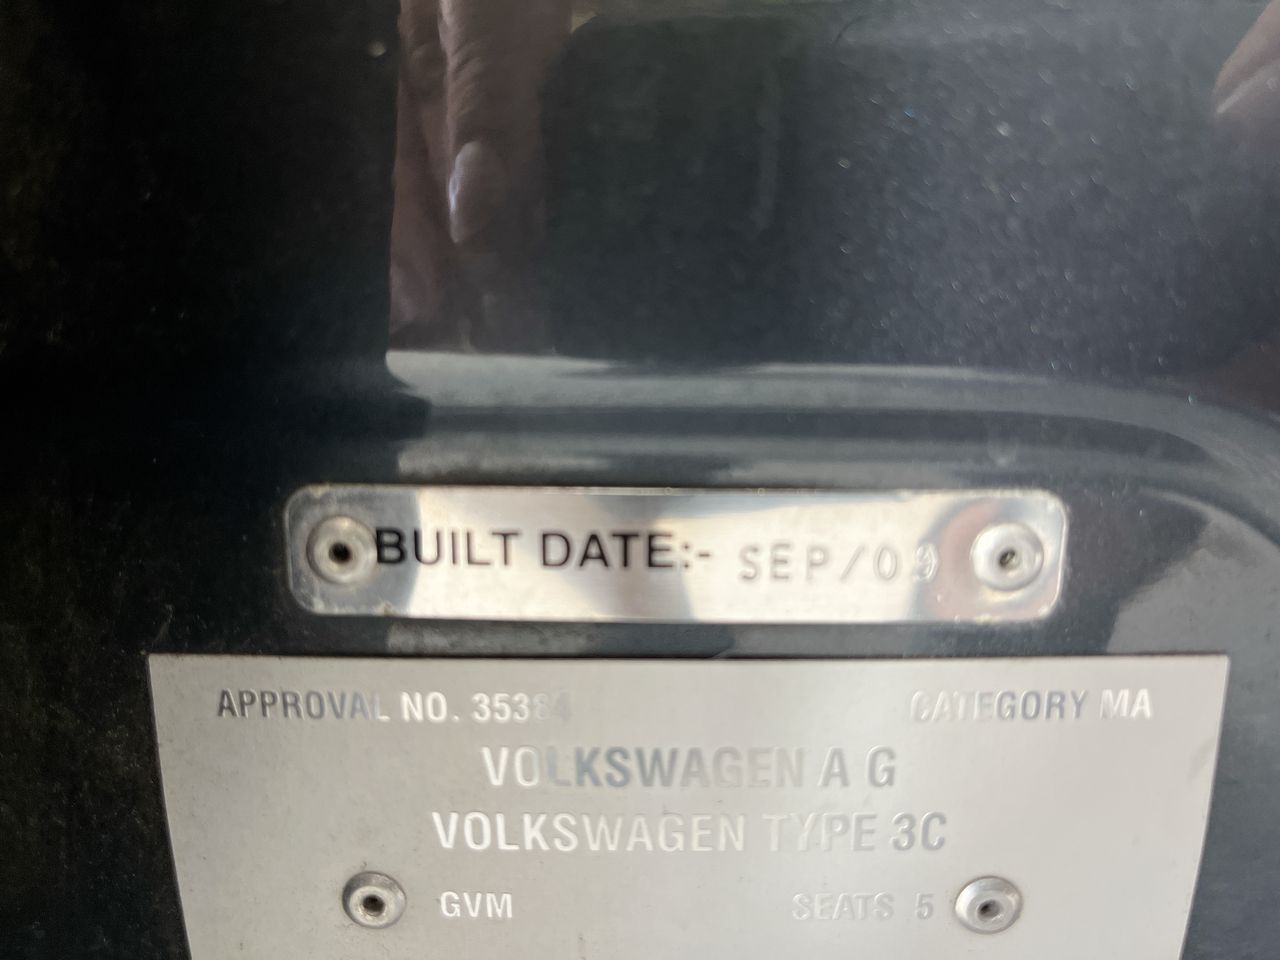 BUILT DATE:- SEP/09
APPROVAL NO. 35384 CATEGORY MA
VOLKSWAGEN A G
VOLKSWAGEN TYPE 3C
GVM SEATS 5